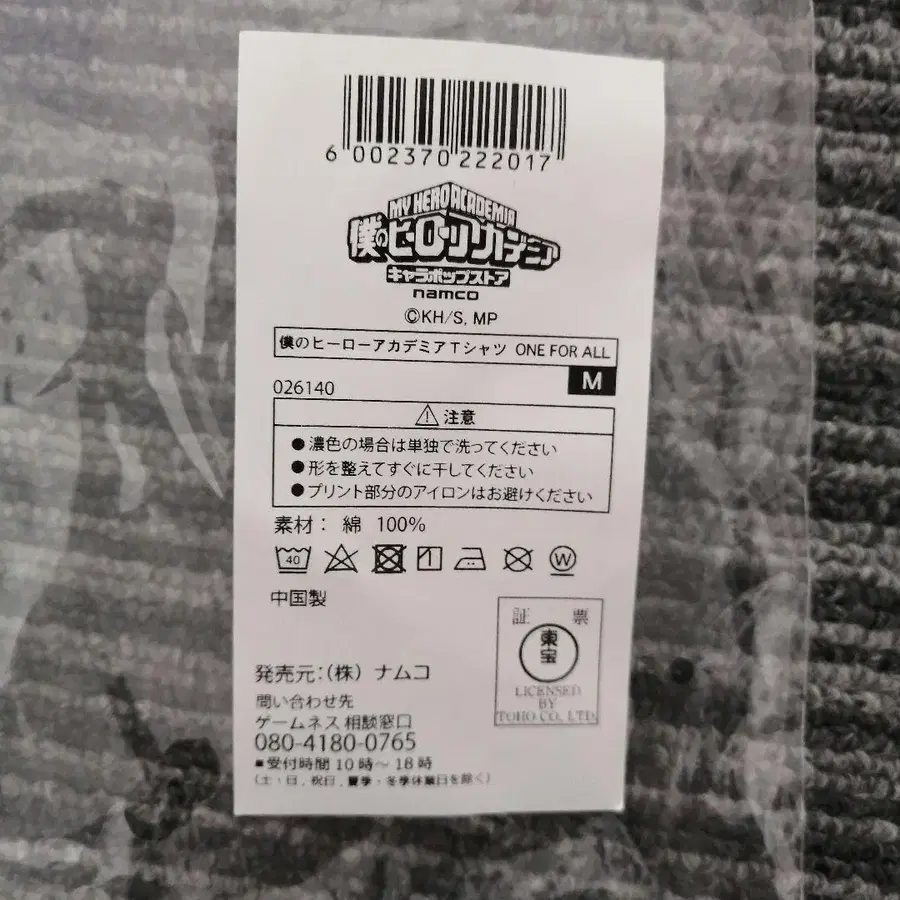 6 002370 222017
MY HERO ACADEMIA
僕のヒーローアカデミア
キャラポップストア
namco
©KH/S, MP
僕のヒーローアカデミアTシャツ ONE FOR ALL
M
026140
⚠ 注意
●濃色の場合は単独で洗ってください
●形を整えてすぐに干してください
●プリント部分のアイロンはお避けください
素材： 綿 100%
40
W
中国製
証 票
東宝
LICENSED
BY
TOHO CO., LTD.
発売元:（株）ナムコ
問い合わせ先
ゲームネス相談窓口
080-4180-0765
■受付時間10時〜18時
（土・日，祝日，夏季・冬季休業日を除く）